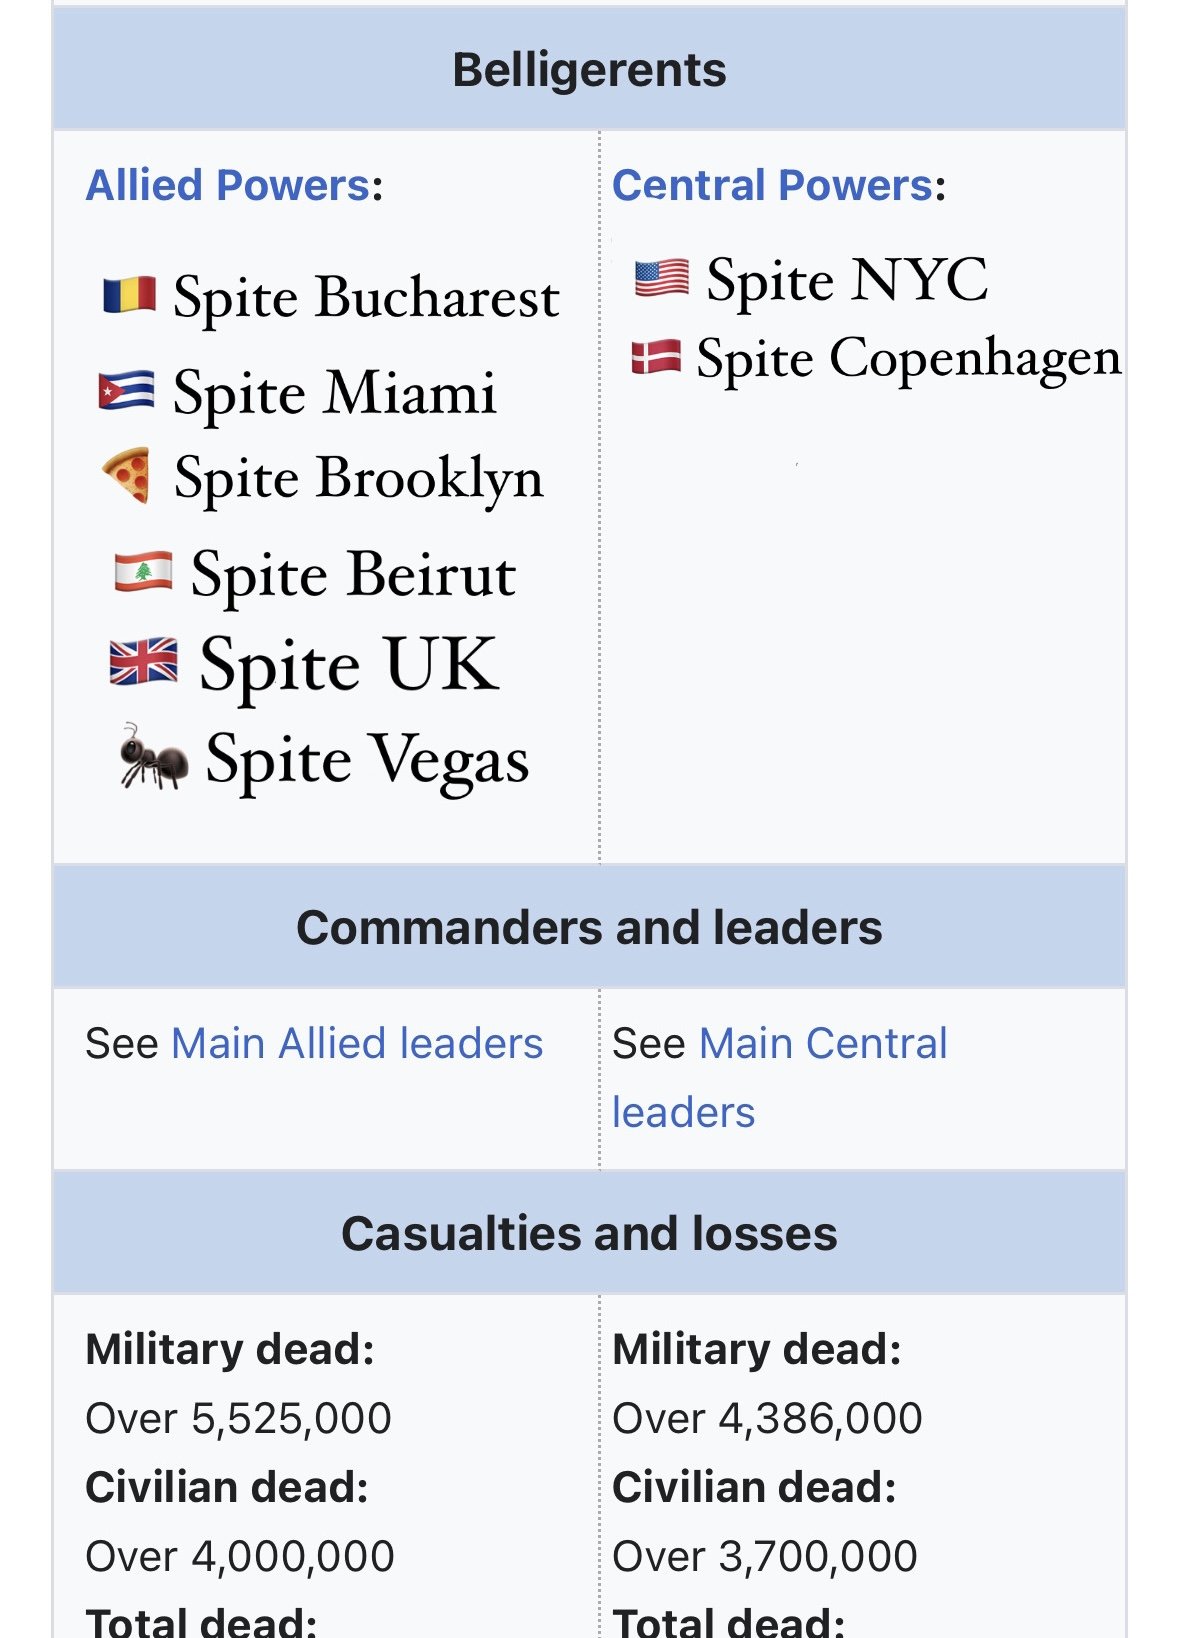 Belligerents
Allied Powers:
🇷🇴 Spite Bucharest
🇨🇺 Spite Miami
🍕 Spite Brooklyn
🇱🇧 Spite Beirut
🇬🇧 Spite UK
🐜 Spite Vegas
Central Powers:
🇺🇸 Spite NYC
🇩🇰 Spite Copenhagen
Commanders and leaders
See Main Allied leaders
See Main Central
leaders
Casualties and losses
Military dead:
Over 5,525,000
Civilian dead:
Over 4,000,000
Total dead:
Military dead:
Over 4,386,000
Civilian dead:
Over 3,700,000
Total dead: